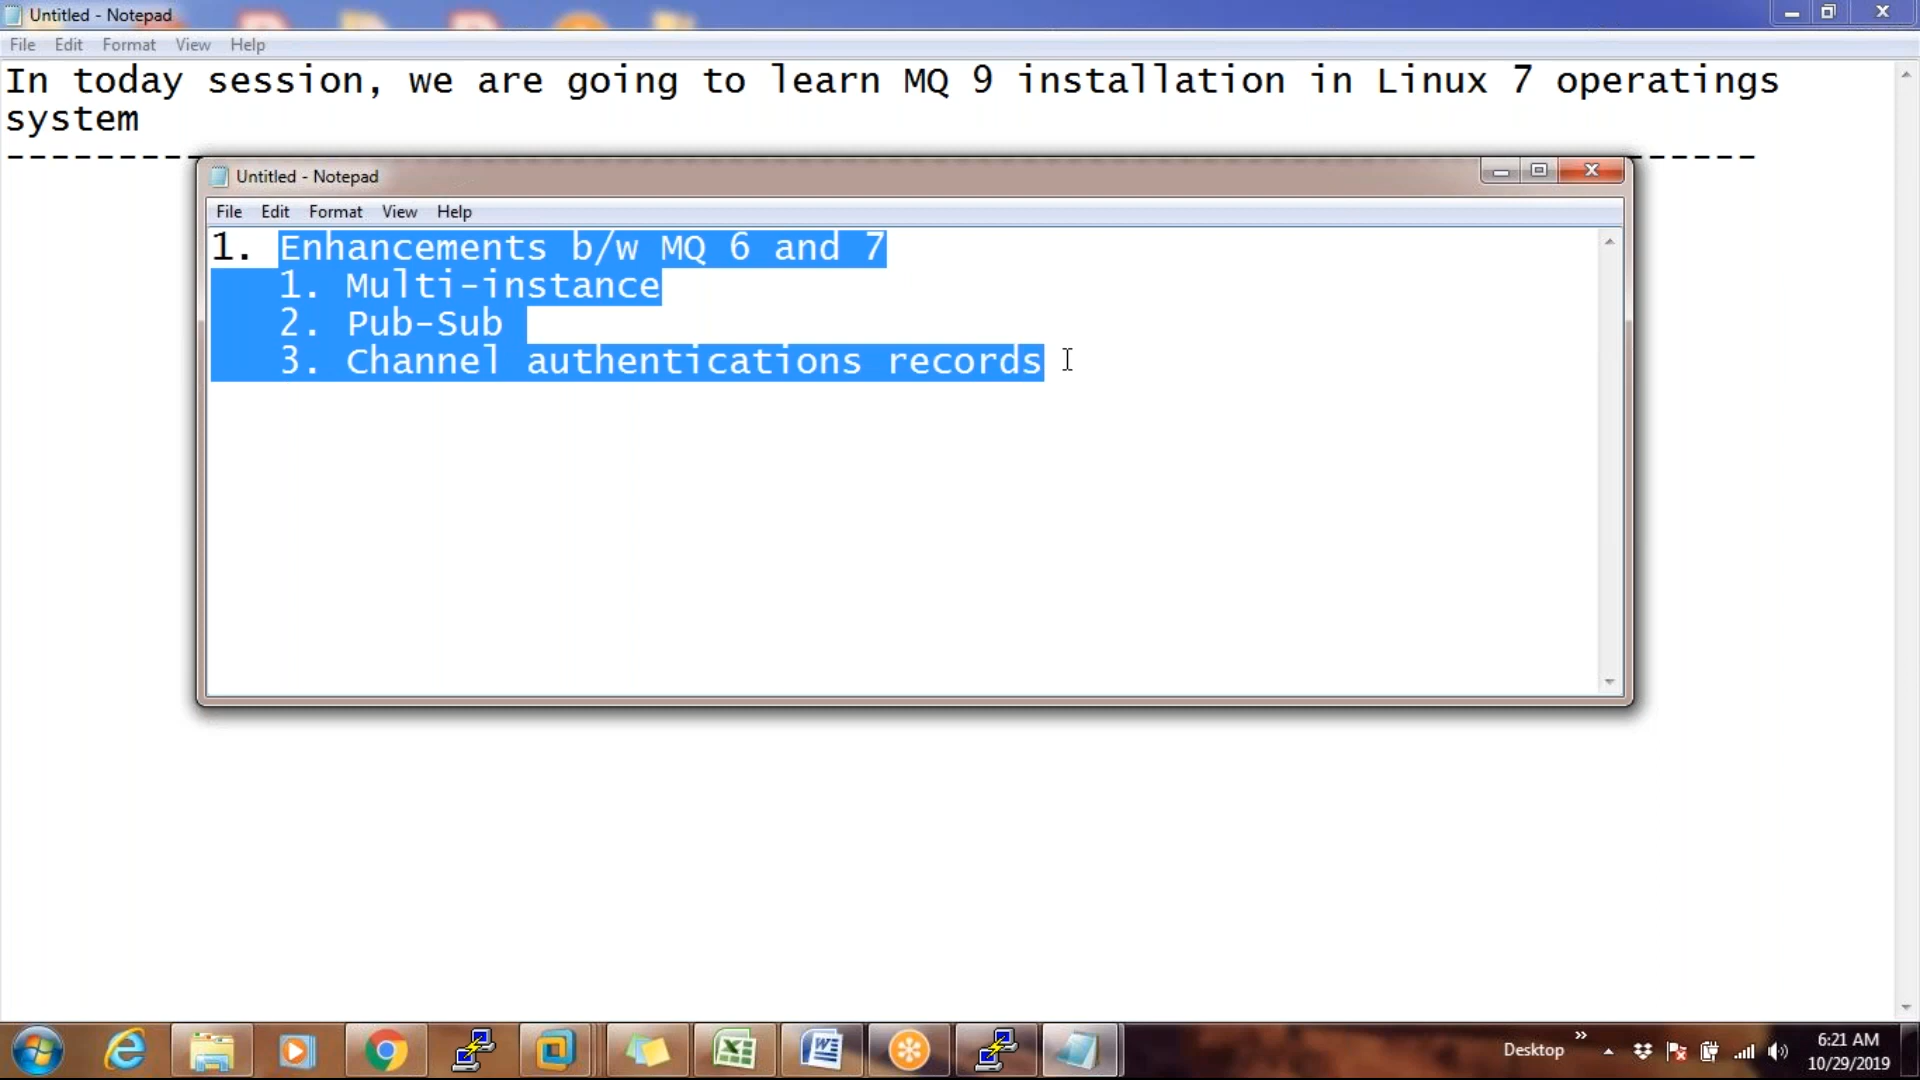 Untitled - Notepad
File Edit Format View Help
In today session, we are going to learn MQ 9 installation in Linux 7 operatings
system
--------- ------
Untitled - Notepad
File Edit Format View Help
1. Enhancements b/w MQ 6 and 7
1. Multi-instance
2. Pub-Sub
3. Channel authentications records
Desktop
6:21 AM
10/29/2019